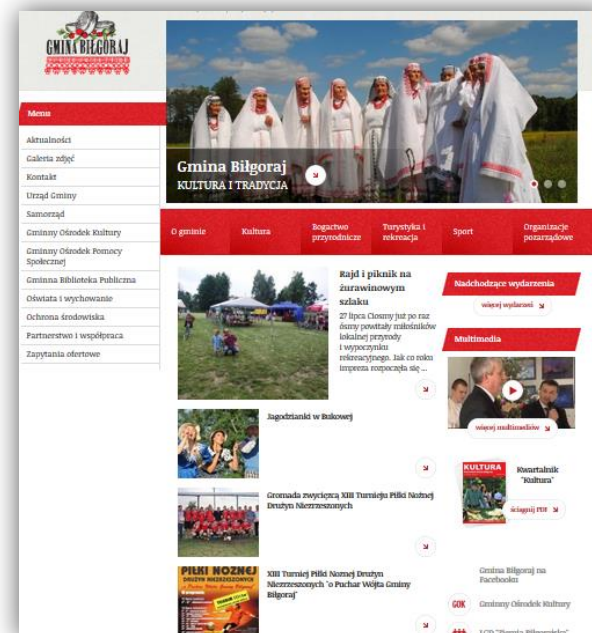 GMINA BIŁGORAJ
Menu
Aktualności
Galeria zdjęć
Kontakt
Urząd Gminy
Samorząd
Gminny Ośrodek Kultury
Gminny Ośrodek Pomocy
Społecznej
Gminna Biblioteka Publiczna
Oświata i wychowanie
Ochrona środowiska
Partnerstwo i współpraca
Zapytania ofertowe
Gmina Biłgoraj
KULTURA I TRADYCJA
O gminie
Kultura
Bogactwo
przyrodnicze
Turystyka i
rekreacja
Sport
Organizacje
pozarządowe
Rajd i piknik na
żurawinowym
szlaku
27 lipca Ciosmy już po raz
ósmy powitały miłośników
lokalnej przyrody
i wypoczynku
rekreacyjnego. Jak co roku
impreza rozpoczęła się ...
Jagodzianki w Bukowej
Gromada zwycięzcą XIII Turnieju Piłki Nożnej
Drużyn Niezrzeszonych
PIŁKI NOŻNEJ
DRUŻYN NIEZRZESZONYCH
XIII Turniej Piłki Nożnej Drużyn
Niezrzeszonych "o Puchar Wójta Gminy
Biłgoraj"
Nadchodzące wydarzenia
więcej wydarzeń
Multimedia
więcej multimediów
KULTURA
Kwartalnik
"Kultura"
ściągnij PDF
Gmina Biłgoraj na
Facebooku
GOK
Gminny Ośrodek Kultury